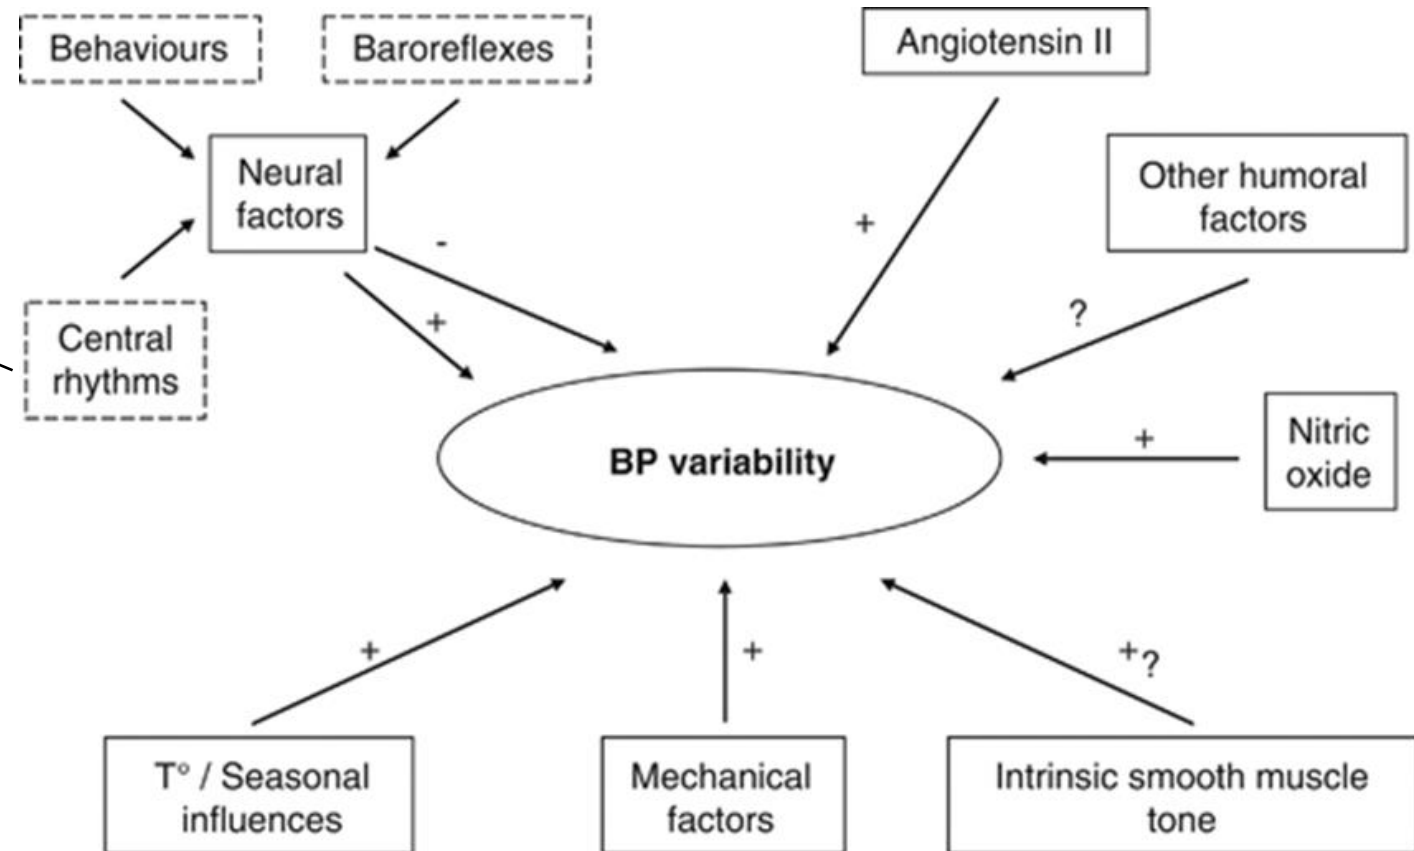 Behaviours
Baroreflexes
Angiotensin II
Neural
factors
Other humoral
factors
-
+
+
?
Central
rhythms
BP variability
+
Nitric
oxide
+
+
+?
T° / Seasonal
influences
Mechanical
factors
Intrinsic smooth muscle
tone